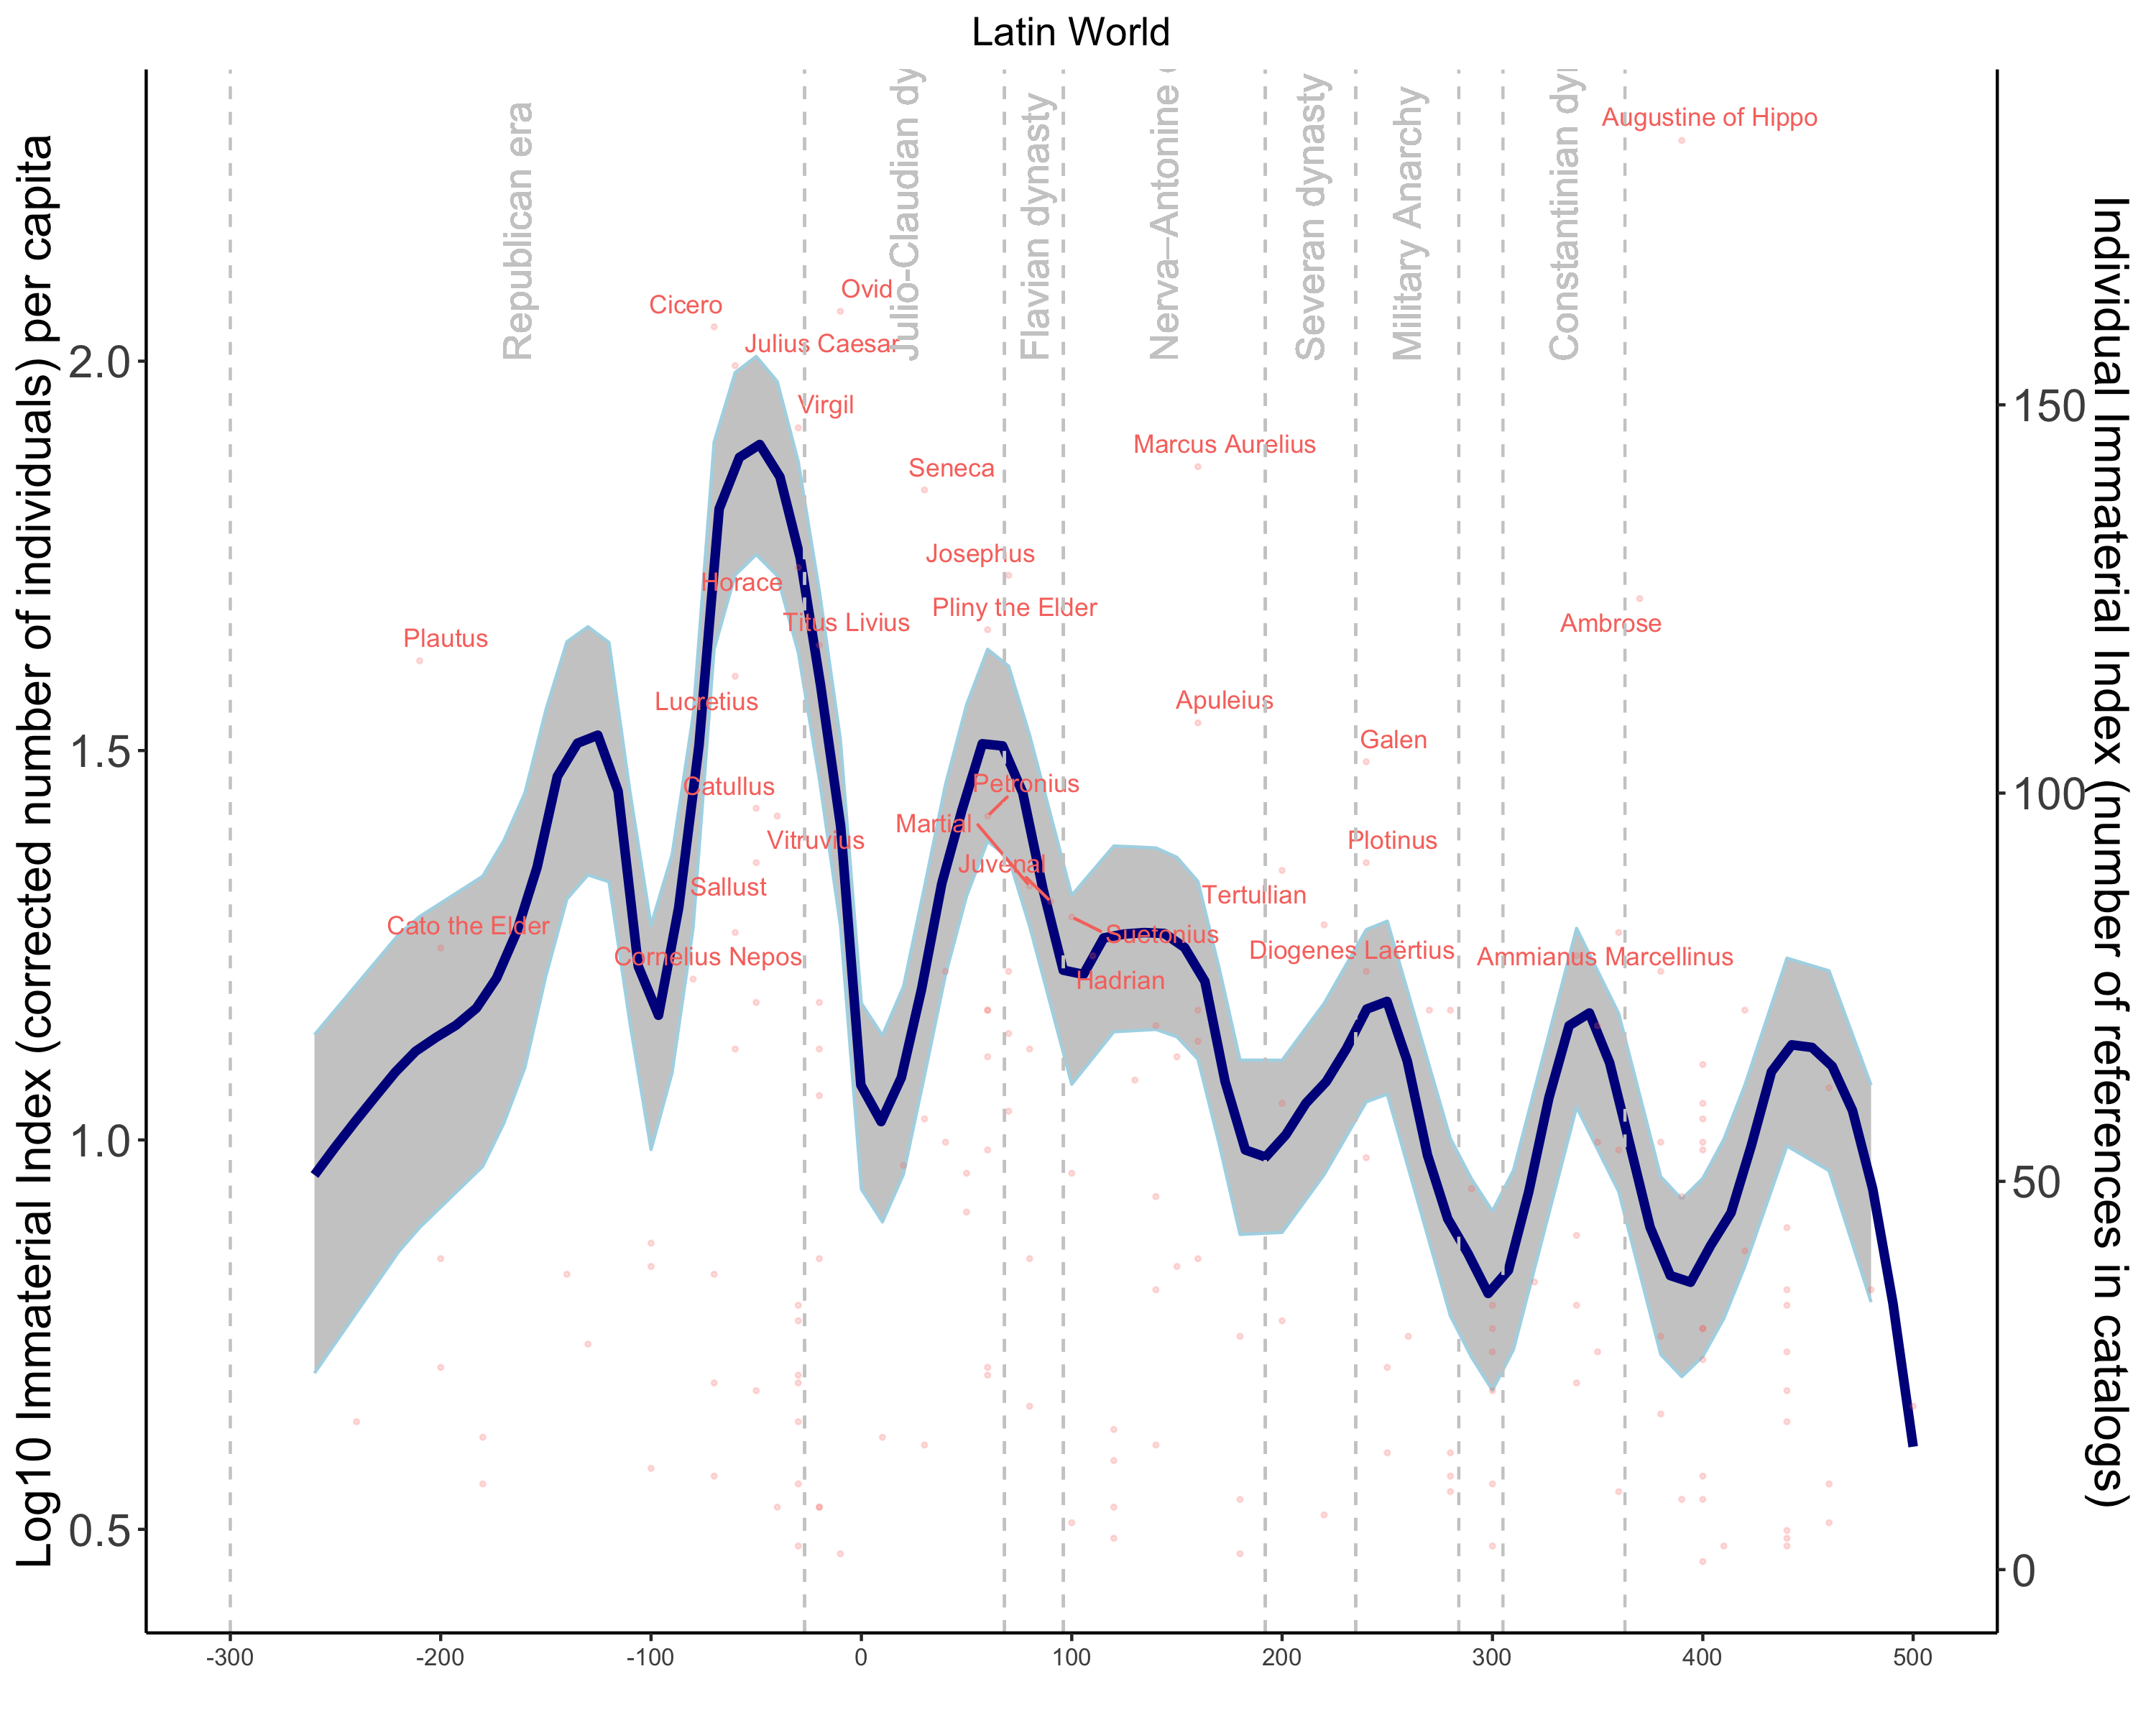 Latin World
Log10 Immaterial Index (corrected number of individuals) per capita
Individual Immaterial Index (number of references in catalogs)
Republican era
Julio-Claudian dy
Flavian dynasty
Nerva–Antonine
Severan dynasty
Military Anarchy
Constantinian dy
Augustine of Hippo
Ovid
Cicero
Julius Caesar
Virgil
Marcus Aurelius
Seneca
Josephus
Horace
Pliny the Elder
Titus Livius
Ambrose
Plautus
Lucretius
Apuleius
Galen
Catullus
Petronius
Martial
Vitruvius
Plotinus
Juvenal
Sallust
Tertullian
Cato the Elder
Suetonius
Diogenes Laërtius
Cornelius Nepos
Ammianus Marcellinus
Hadrian
2.0
1.5
1.0
0.5
150
100
50
0
-300
-200
-100
0
100
200
300
400
500